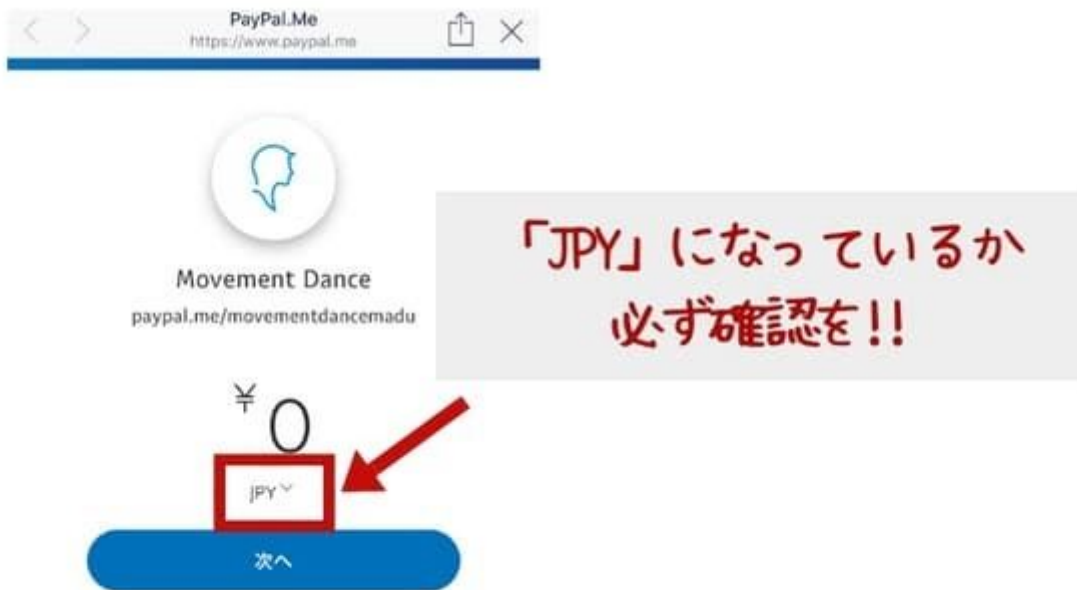 PayPal.Me
https://www.paypal.me
Movement Dance
paypal.me/movementdancemadu
¥0
JPY
次へ
「JPY」になっているか
必ず確認を!!